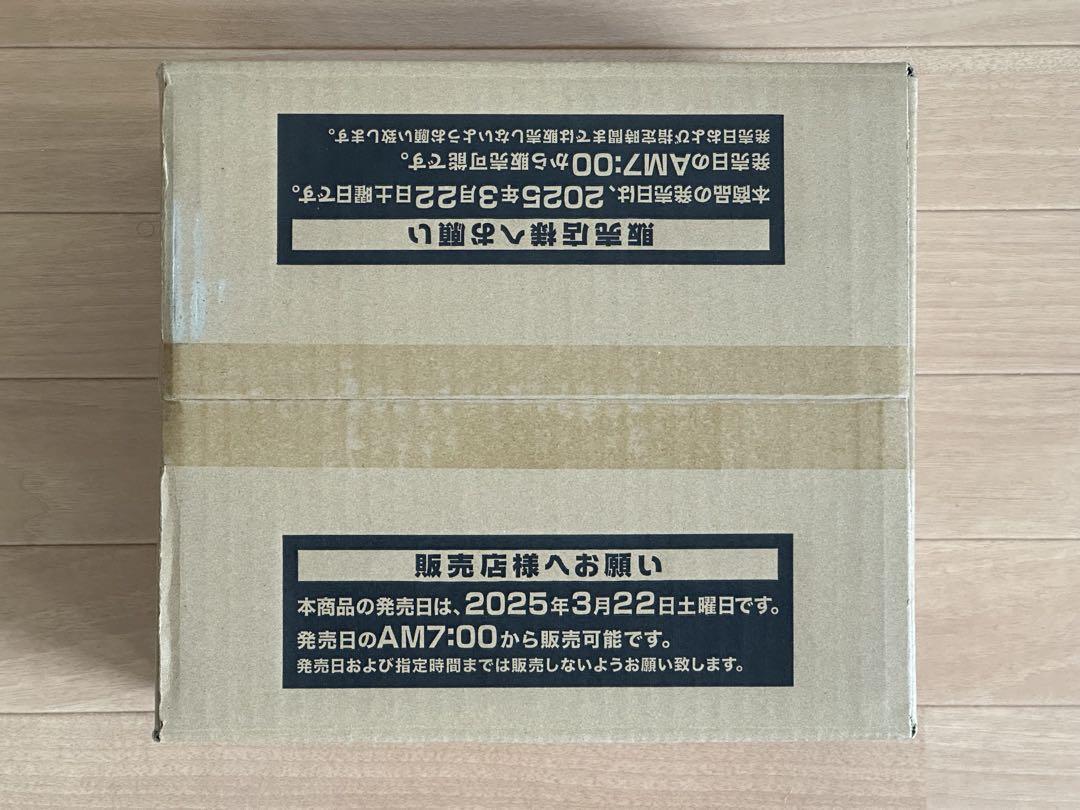 販売店様へお願い
本商品の発売日は、2025年3月22日土曜日です。
発売日のAM7:00から販売可能です。
発売日および指定時間までは販売しないようお願い致します。
販売店様へお願い
本商品の発売日は、2025年3月22日土曜日です。
発売日のAM7:00から販売可能です。
発売日および指定時間までは販売しないようお願い致します。